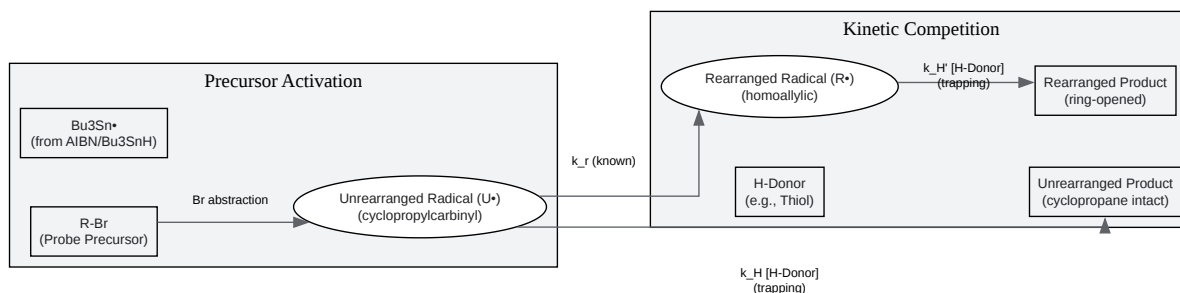 Kinetic Competition
Precursor Activation
Rearranged Radical (R•)
(homoallylic)
k_H' [H-Donor]
(trapping)
Rearranged Product
(ring-opened)
Bu3Sn•
(from AIBN/Bu3SnH)
k_r (known)
H-Donor
(e.g., Thiol)
Unrearranged Product
(cyclopropane intact)
R-Br
(Probe Precursor)
Br abstraction
Unrearranged Radical (U•)
(cyclopropylcarbinyl)
k_H [H-Donor]
(trapping)